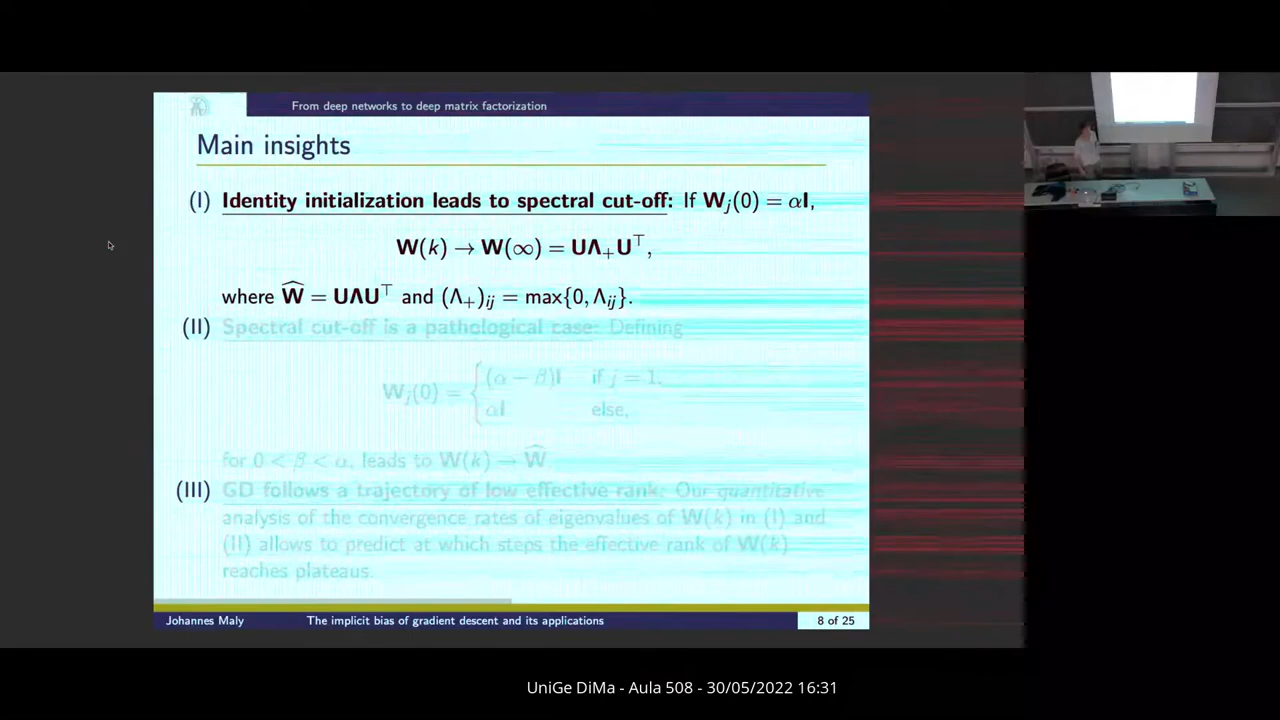 From deep networks to deep matrix factorization
Main insights
(I) Identity initialization leads to spectral cut-off: If W_j(0) = αI,
W(k) → W(∞) = UΛ₊U^⊤,
where Ŵ = UΛU^⊤ and (Λ₊)_ij = max{0, Λ_ij}.
(II) Spectral cut-off is a pathological case: Defining
W_j(0) = { (α − β)I if j = 1,
αI else,
for 0 < β < α, leads to W(k) → Ŵ.
(III) GD follows a trajectory of low effective rank: Our quantitative
analysis of the convergence rates of eigenvalues of W(k) in (I) and
(II) allows to predict at which steps the effective rank of W(k)
reaches plateaus.
Johannes Maly The implicit bias of gradient descent and its applications 8 of 25
UniGe DiMa - Aula 508 - 30/05/2022 16:31